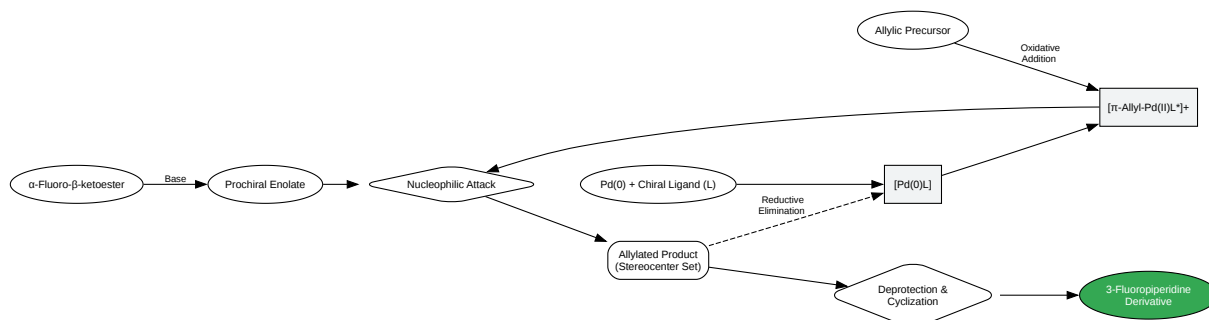 Allylic Precursor
Oxidative
Addition
[π-Allyl-Pd(II)L*]+
α-Fluoro-β-ketoester
Base
Prochiral Enolate
Nucleophilic Attack
Pd(0) + Chiral Ligand (L)
[Pd(0)L]
Reductive
Elimination
Allylated Product
(Stereocenter Set)
Deprotection &
Cyclization
3-Fluoropiperidine
Derivative